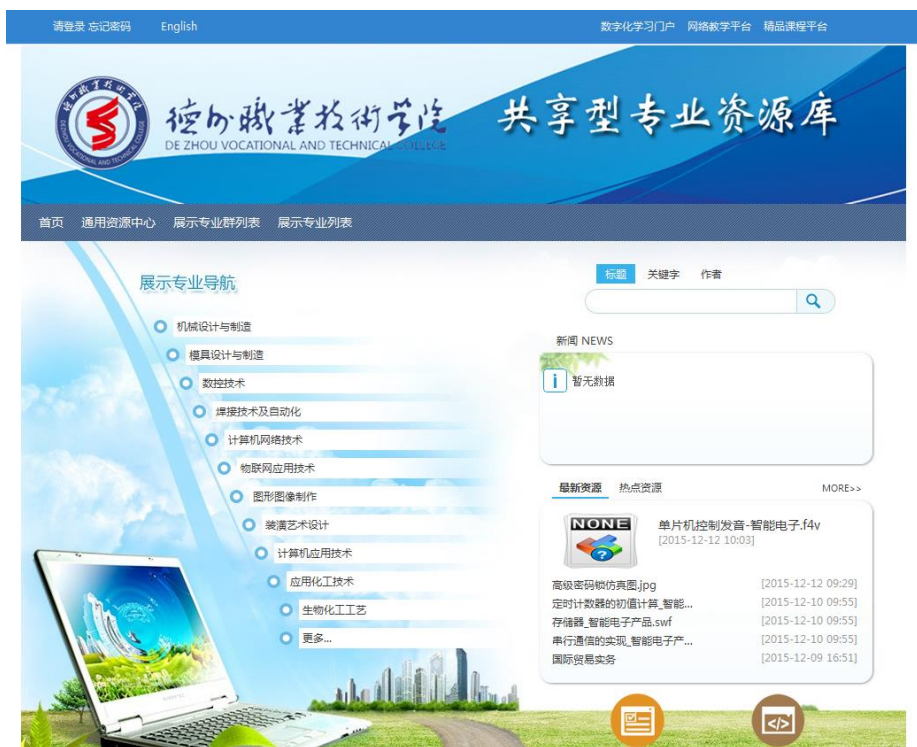 请登录 忘记密码 English 数字化学习门户 网络教学平台 精品课程平台
德州职业技术学院
DE ZHOU VOCATIONAL AND TECHNICAL COLLEGE
共享型专业资源库
首页 通用资源中心 展示专业群列表 展示专业列表
展示专业导航
机械设计与制造
模具设计与制造
数控技术
焊接技术及自动化
计算机网络技术
物联网应用技术
图形图像制作
装潢艺术设计
计算机应用技术
应用化工技术
生物化工工艺
更多...
标题 关键字 作者
新闻 NEWS
暂无数据
最新资源 热点资源 MORE>>
NONE
单片机控制发音-智能电子.f4v
[2015-12-12 10:03]
高级密码锁仿真图.jpg [2015-12-12 09:29]
定时计数器的初值计算_智能... [2015-12-10 09:55]
存储器_智能电子产品.swf [2015-12-10 09:55]
串行通信的实现_智能电子产... [2015-12-10 09:55]
国际贸易实务 [2015-12-09 16:51]